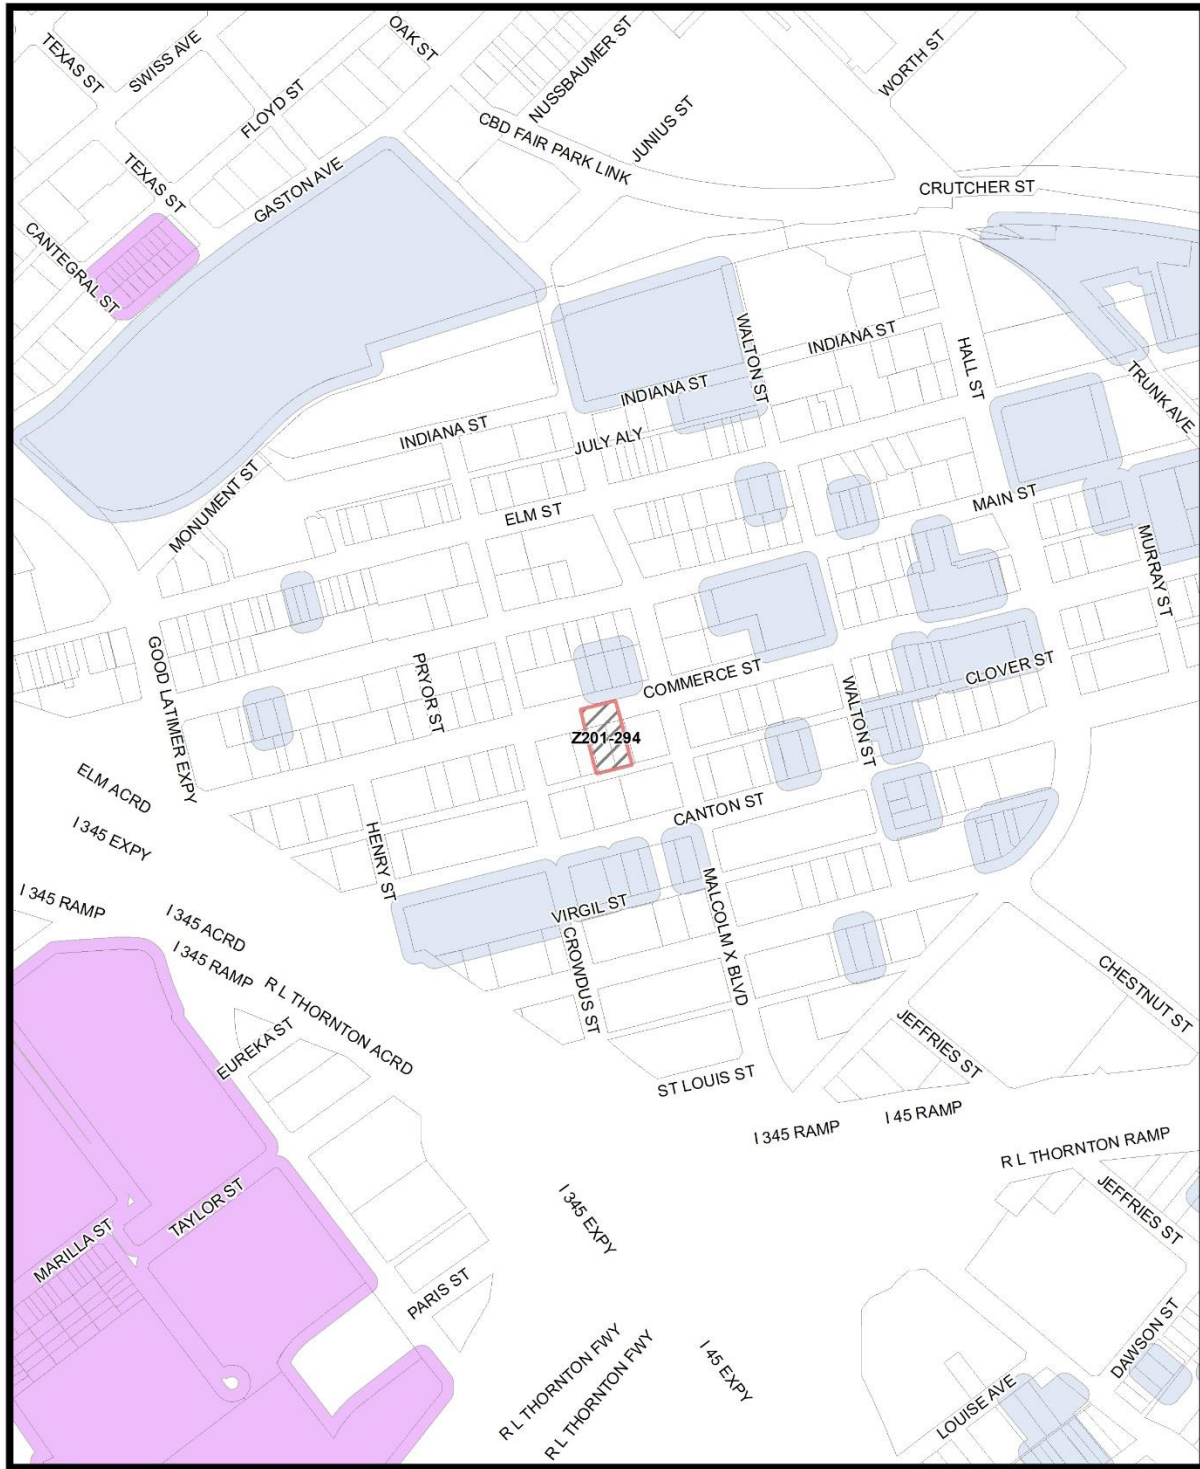 OAK ST
TEXAS ST
SWISS AVE
NUSSBAUMER ST
WORTH ST
FLOYD ST
CBD FAIR PARK LINK
JUNIUS ST
TEXAS ST
GASTON AVE
CRUTCHER ST
CANTEGRAL ST
WALTON ST
INDIANA ST
HALL ST
INDIANA ST
TRUNK AVE
INDIANA ST
JULY ALY
MONUMENT ST
ELM ST
MAIN ST
MURRAY ST
GOOD LATIMER EXPY
PRYOR ST
COMMERCE ST
CLOVER ST
WALTON ST
Z201-294
ELM ACRD
I 345 EXPY
HENRY ST
CANTON ST
I 345 RAMP
I 345 ACRD
VIRGIL ST
MALCOLM X BLVD
I 345 RAMP
CROWDUS ST
R L THORNTON ACRD
CHESTNUT ST
EUREKA ST
JEFFRIES ST
ST LOUIS ST
I 345 RAMP
I 45 RAMP
R L THORNTON RAMP
TAYLOR ST
I 345 EXPY
JEFFRIES ST
MARILLA ST
PARIS ST
R L THORNTON FWY
R L THORNTON FWY
I 45 EXPY
DAWSON ST
LOUISE AVE